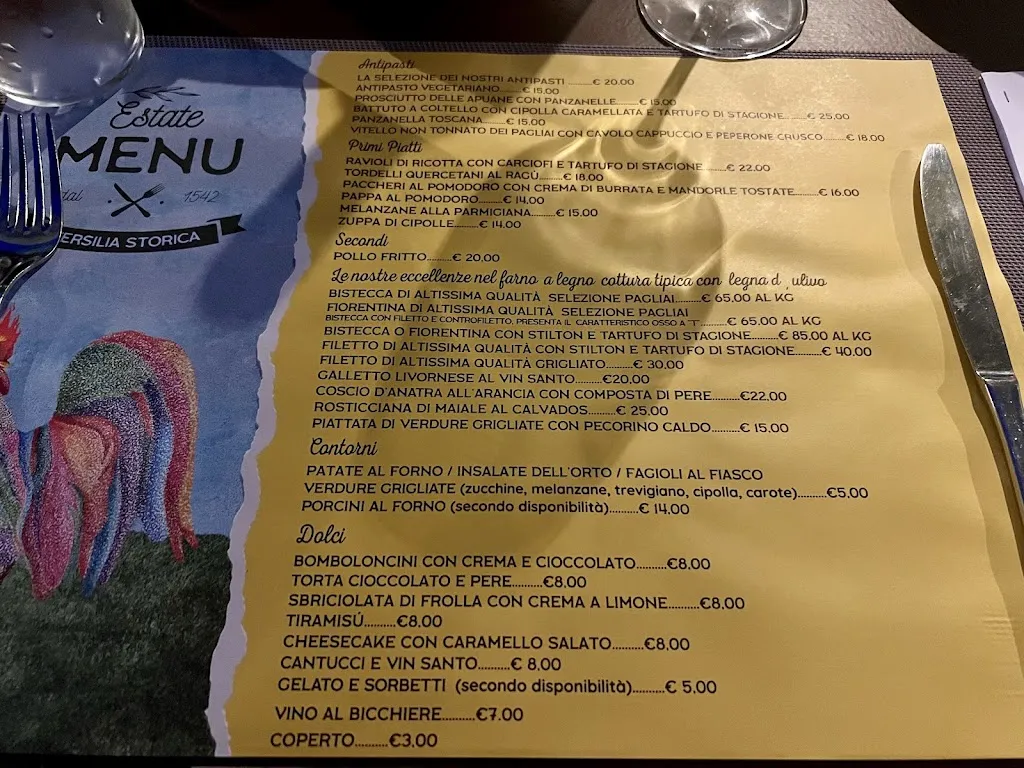 Estate
MENU
dal 1542
ERSILIA STORICA
Antipasti
LA SELEZIONE DEI NOSTRI ANTIPASTI ..........€ 20.00
ANTIPASTO VEGETARIANO........€ 15.00
PROSCIUTTO DELLE APUANE CON PANZANELLE........€ 15.00
BATTUTO A COLTELLO CON CIPOLLA CARAMELLATA E TARTUFO DI STAGIONE........€ 25.00
PANZANELLA TOSCANA........€ 15.00
VITELLO NON TONNATO DEI PAGLIAI CON CAVOLO CAPPUCCIO E PEPERONE CRUSCO........€ 18.00
Primi Piatti
RAVIOLI DI RICOTTA CON CARCIOFI E TARTUFO DI STAGIONE..........€ 22.00
TORDELLI QUERCETANI AL RAGÙ..........€ 18.00
PACCHERI AL POMODORO CON CREMA DI BURRATA E MANDORLE TOSTATE..........€ 16.00
PAPPA AL POMODORO..........€ 14.00
MELANZANE ALLA PARMIGIANA..........€ 15.00
ZUPPA DI CIPOLLE..........€ 14.00
Secondi
POLLO FRITTO..........€ 20,00
Le nostre eccellenze nel farno a legno cottura tipica con legna d , ulivo
BISTECCA DI ALTISSIMA QUALITÀ SELEZIONE PAGLIAI..........€ 65.00 AL KG
FIORENTINA DI ALTISSIMA QUALITÀ SELEZIONE PAGLIAI
BISTECCA CON FILETTO E CONTROFILETTO, PRESENTA IL CARATTERISTICO OSSO A "T"..........€ 65.00 AL KG
BISTECCA O FIORENTINA CON STILTON E TARTUFO DI STAGIONE..........€ 85.00 AL KG
FILETTO DI ALTISSIMA QUALITÀ CON STILTON E TARTUFO DI STAGIONE..........€ 40.00
FILETTO DI ALTISSIMA QUALITÀ GRIGLIATO..........€ 30.00
GALLETTO LIVORNESE AL VIN SANTO..........€20,00
COSCIO D'ANATRA ALL'ARANCIA CON COMPOSTA DI PERE..........€22.00
ROSTICCIANA DI MAIALE AL CALVADOS..........€ 25.00
PIATTATA DI VERDURE GRIGLIATE CON PECORINO CALDO..........€ 15.00
Contorni
PATATE AL FORNO / INSALATE DELL'ORTO / FAGIOLI AL FIASCO
VERDURE GRIGLIATE (zucchine, melanzane, trevigiano, cipolla, carote)..........€5.00
PORCINI AL FORNO (secondo disponibilità)..........€ 14.00
Dolci
BOMBOLONCINI CON CREMA E CIOCCOLATO..........€8,00
TORTA CIOCCOLATO E PERE..........€8.00
SBRICIOLATA DI FROLLA CON CREMA A LIMONE..........€8,00
TIRAMISÚ..........€8.00
CHEESECAKE CON CARAMELLO SALATO..........€8.00
CANTUCCI E VIN SANTO..........€ 8,00
GELATO E SORBETTI (secondo disponibilità)..........€ 5,00
VINO AL BICCHIERE..........€7.00
COPERTO..........€3.00